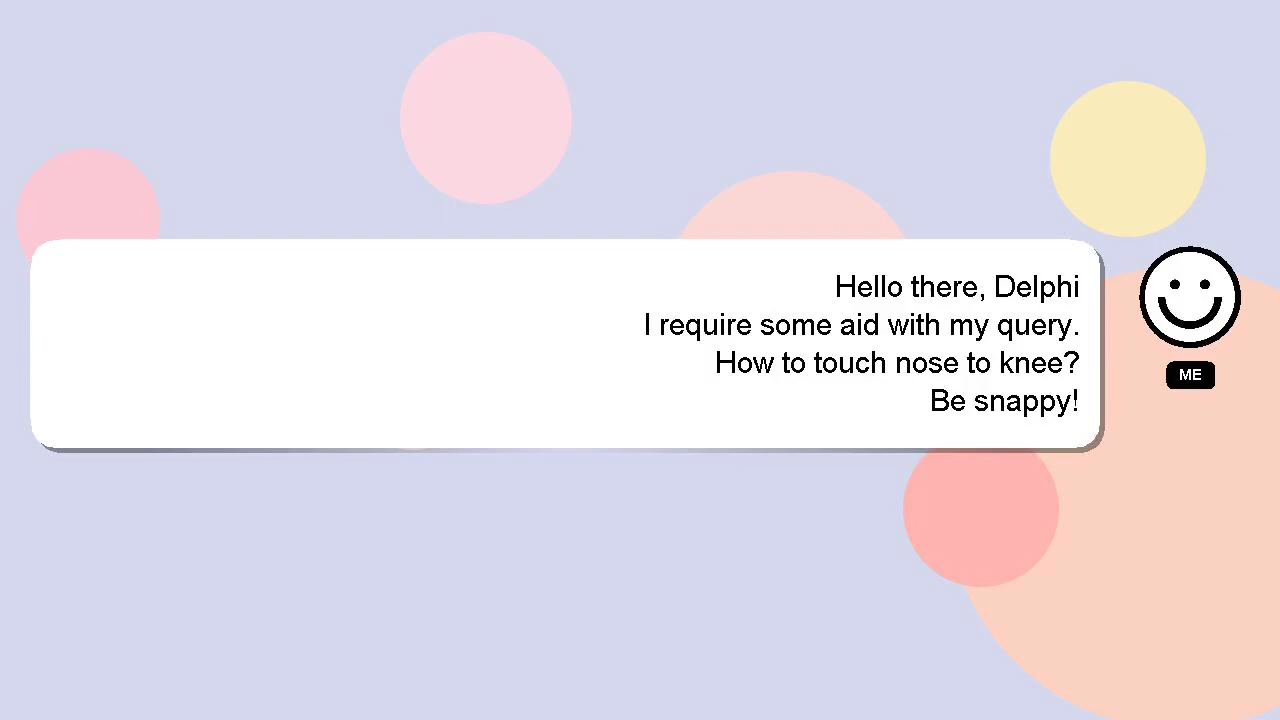 Hello there, Delphi
I require some aid with my query.
How to touch nose to knee?
Be snappy!
ME